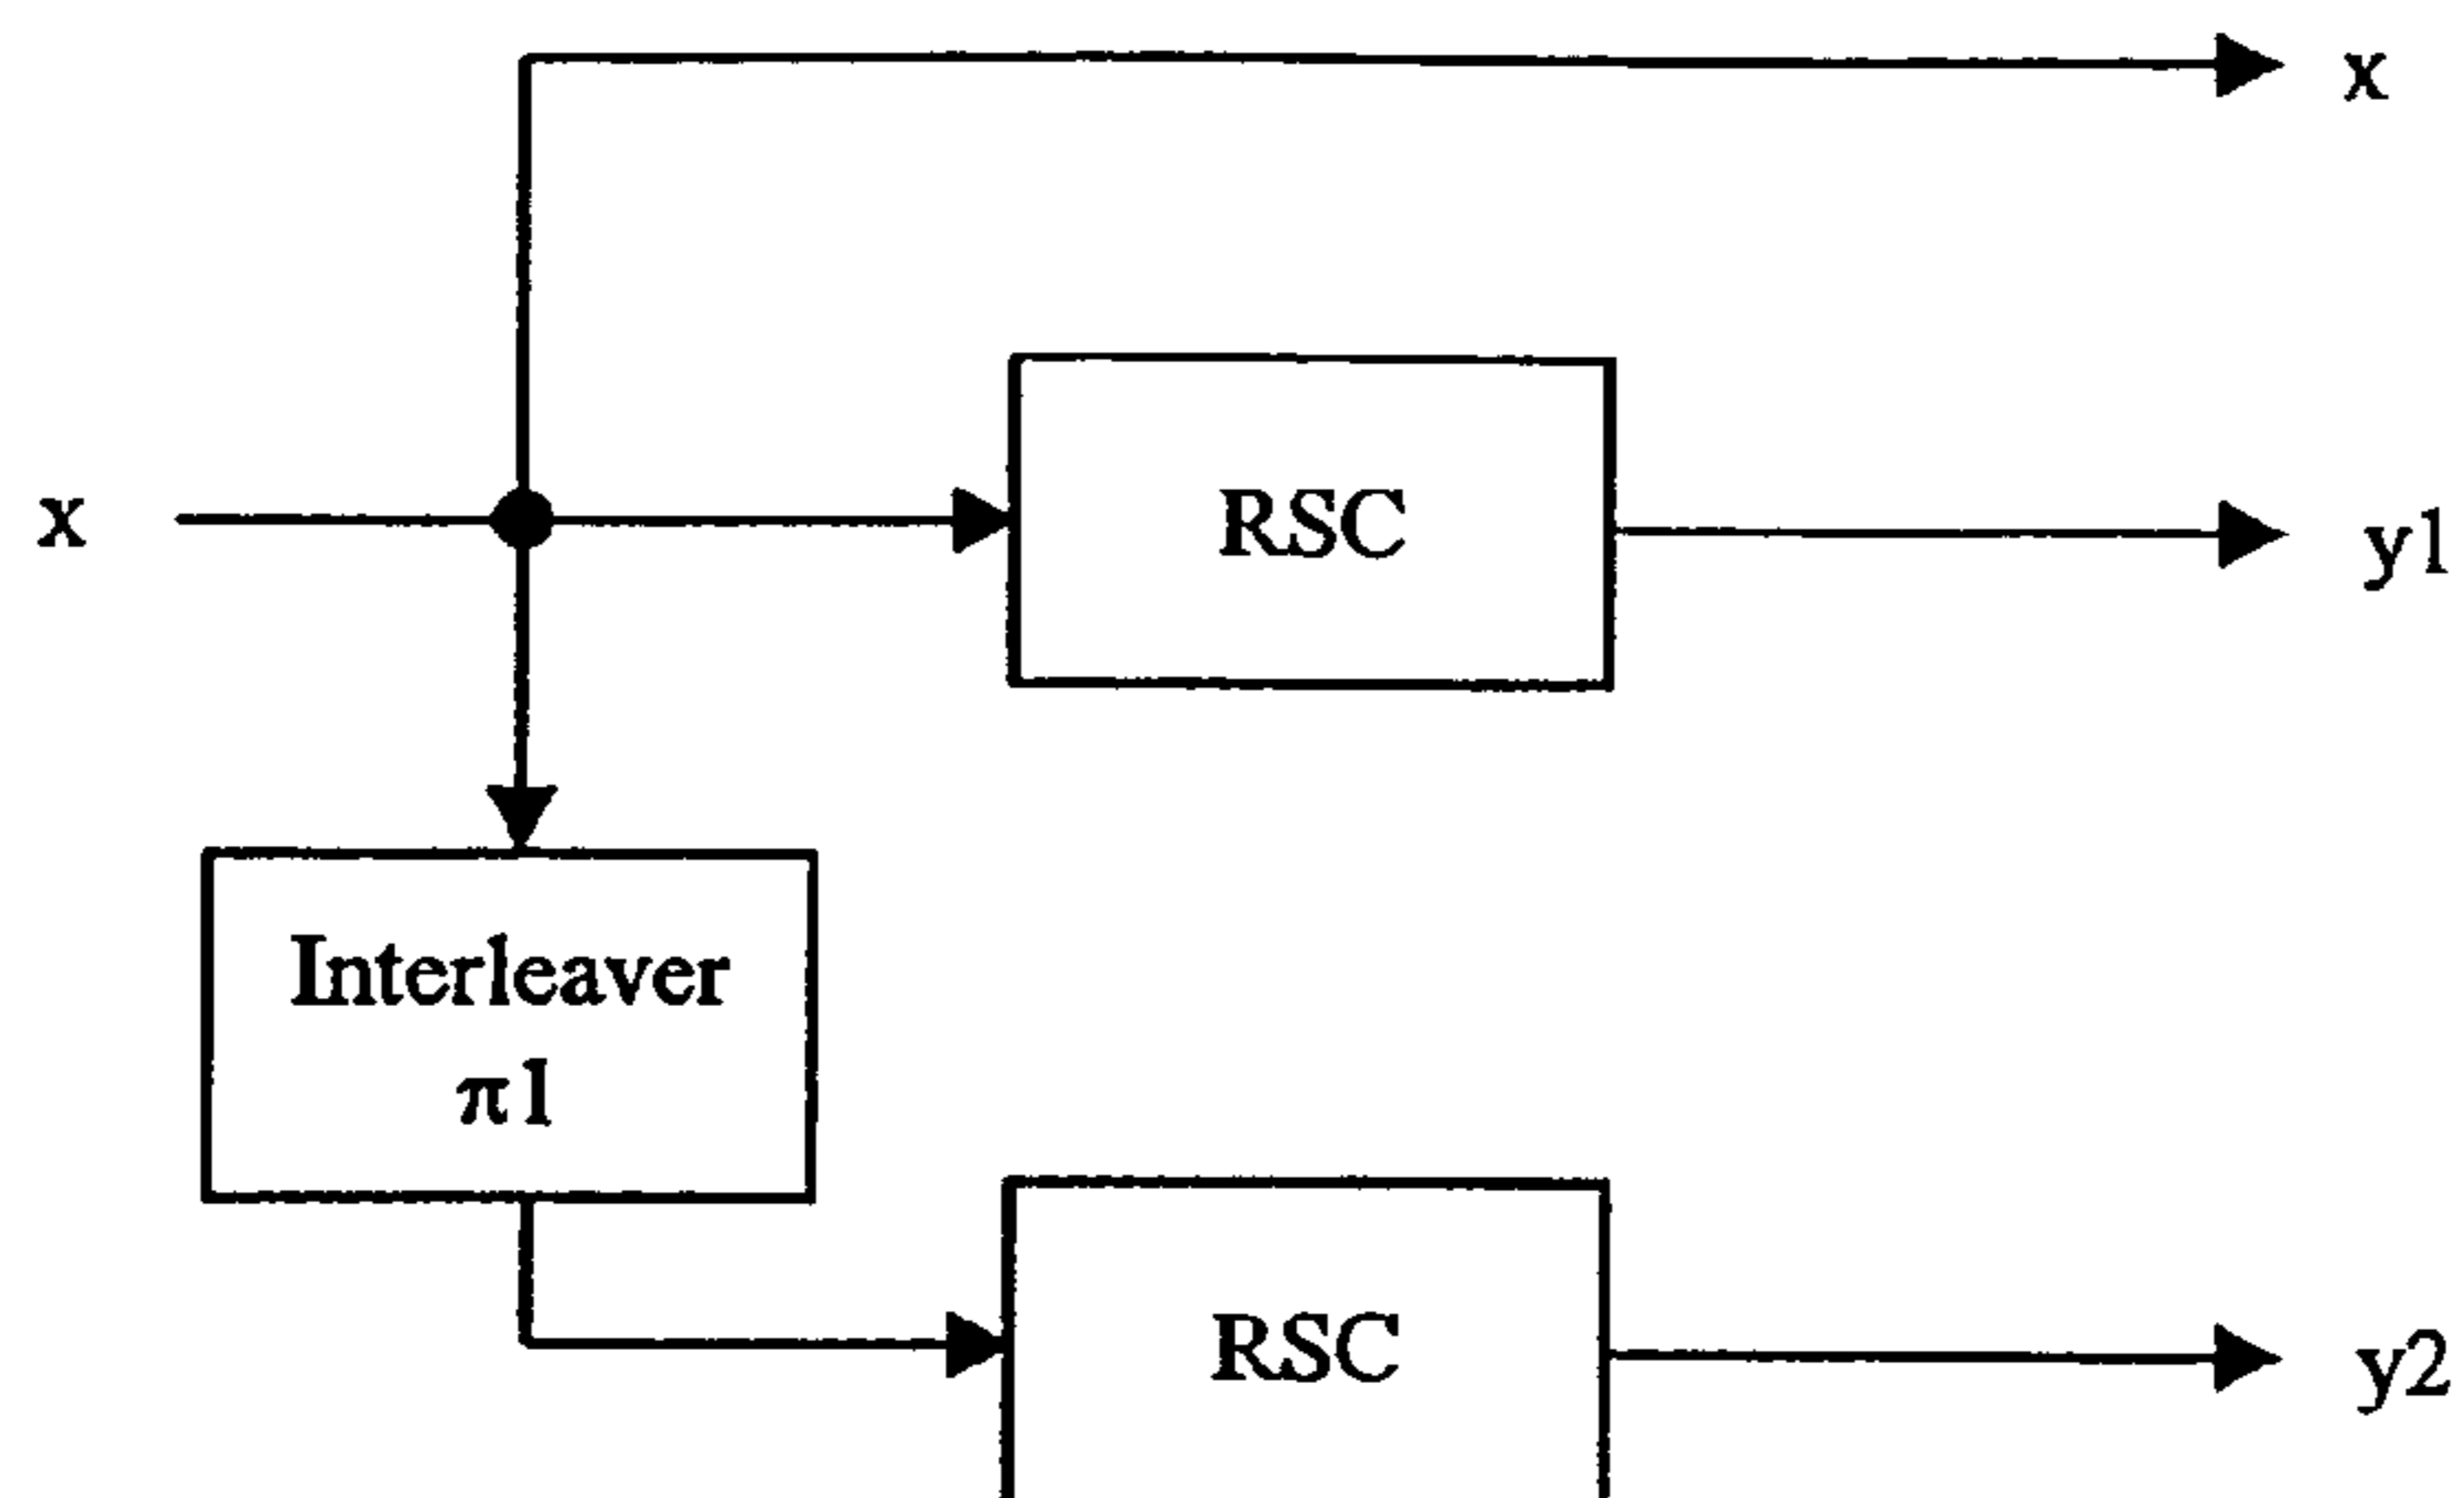 x
x
RSC
y1
Interleaver
π1
RSC
y2